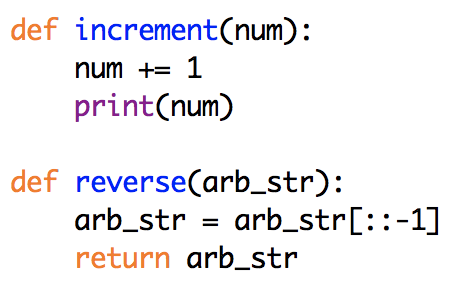 def increment(num):
    num += 1
    print(num)

def reverse(arb_str):
    arb_str = arb_str[::-1]
    return arb_str